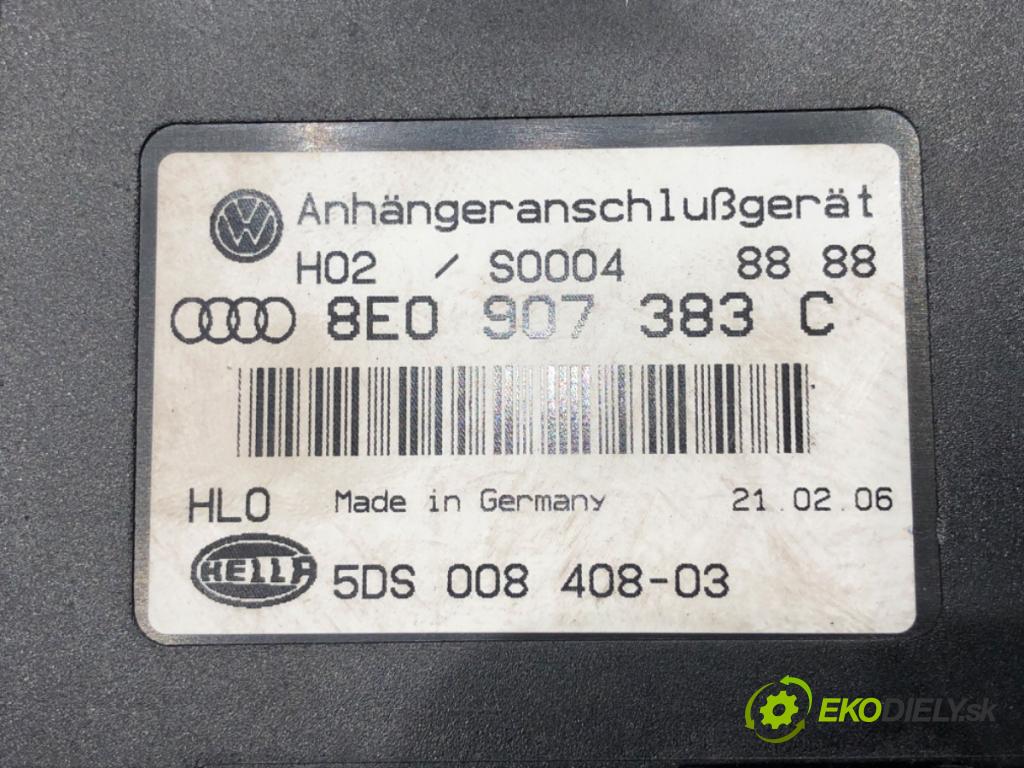 Anhängeranschlußgerät
H02 / S0004 88 88
8E0 907 383 C
HLO Made in Germany 21.02.06
HELLA 5DS 008 408-03
EKODIELY.sk